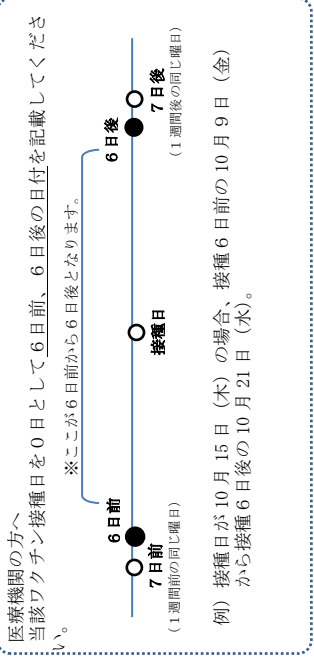 医療機関の方へ
当該ワクチン接種日を0日として6日前、6日後の日付を記載してくださ
い。
※ここが6日前から6日後となります。
6日前
6日後
7日前
接種日
7日後
(1週間前の同じ曜日)
(1週間後の同じ曜日)
例)接種日が10月15日(木)の場合、接種6日前の10月9日(金)
から接種6日後の10月21日(水)。